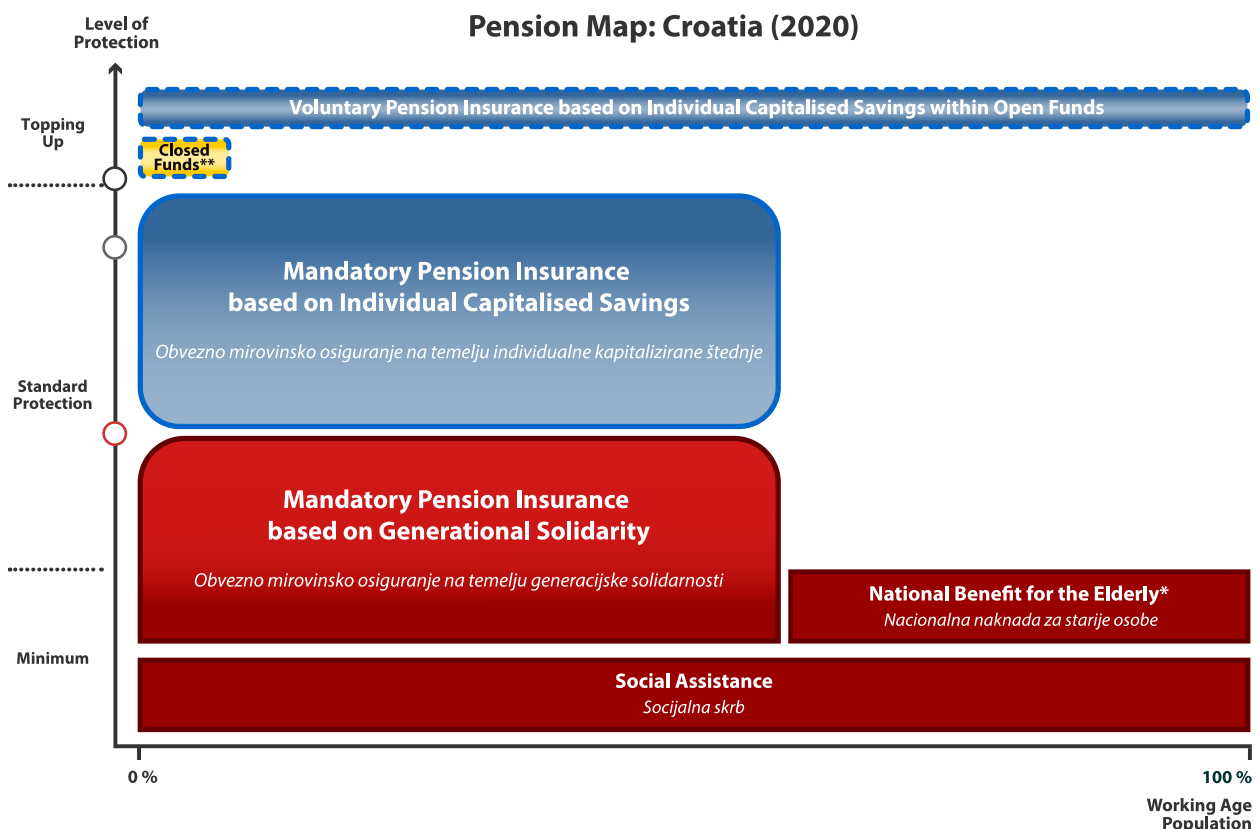 Pension Map: Croatia (2020)
Level of
Protection
Voluntary Pension Insurance based on Individual Capitalised Savings within Open Funds
Topping
Up
Closed
Funds**
Mandatory Pension Insurance
based on Individual Capitalised Savings
Obvezno mirovinsko osiguranje na temelju individualne kapitalizirane štednje
Standard
Protection
Mandatory Pension Insurance
based on Generational Solidarity
Obvezno mirovinsko osiguranje na temelju generacijske solidarnosti
National Benefit for the Elderly*
Nacionalna naknada za starije osobe
Minimum
Social Assistance
Socijalna skrb
0 %
100 %
Working Age
Population